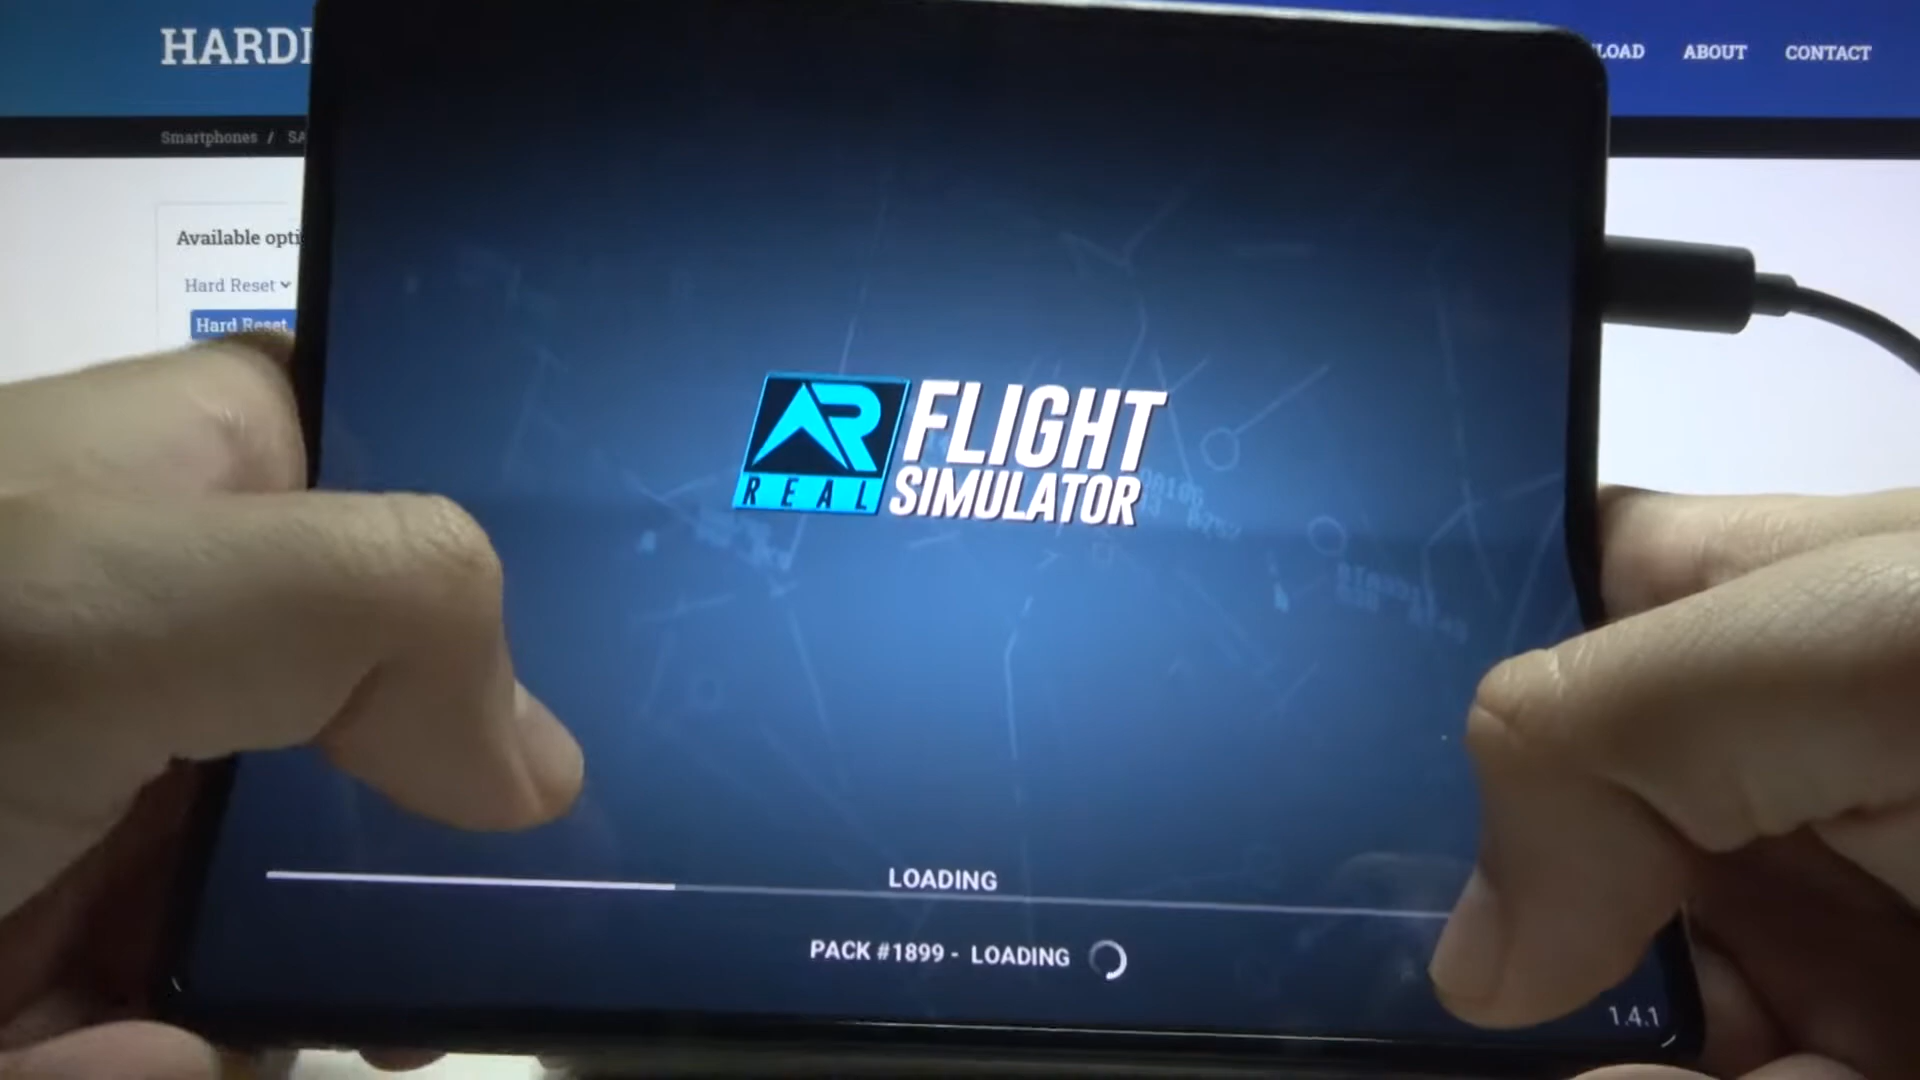 HARD
LOAD ABOUT CONTACT
Smartphones / SA
Available opti
Hard Reset
Hard Reset
AR
REAL
FLIGHT
SIMULATOR
LOADING
PACK #1899 - LOADING
1.4.1